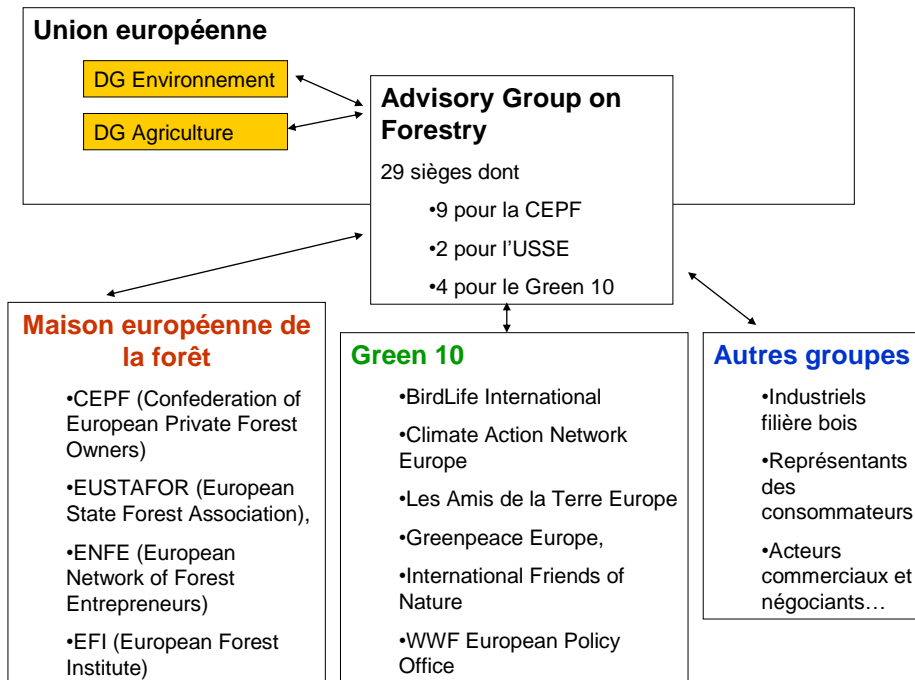 Union européenne
DG Environnement
DG Agriculture
Advisory Group on
Forestry
29 sièges dont
•9 pour la CEPF
•2 pour l'USSE
•4 pour le Green 10
Maison européenne de
la forêt
•CEPF (Confederation of
European Private Forest
Owners)
•EUSTAFOR (European
State Forest Association),
•ENFE (European
Network of Forest
Entrepreneurs)
•EFI (European Forest
Institute)
Green 10
•BirdLife International
•Climate Action Network
Europe
•Les Amis de la Terre Europe
•Greenpeace Europe,
•International Friends of
Nature
•WWF European Policy
Office
Autres groupes
•Industriels
filière bois
•Représentants
des
consommateurs
•Acteurs
commerciaux et
négociants…